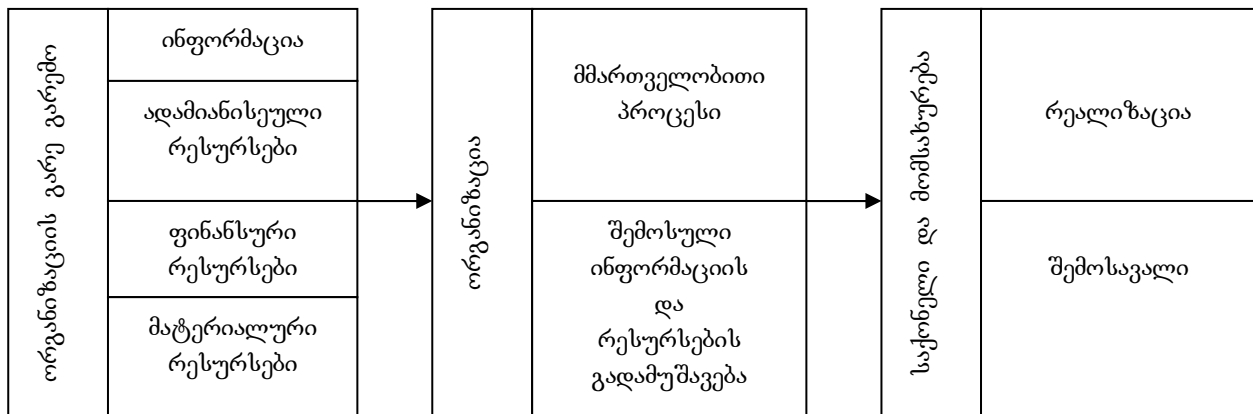 ორგანიზაციის გარე გარემო
ინფორმაცია
ადამიანისეული
რესურსები
ფინანსური
რესურსები
მატერიალური
რესურსები
ორგანიზაცია
მმართველობითი
პროცესი
შემოსული
ინფორმაციის
და
რესურსების
გადამუშავება
საქონელი და მომსახურება
რეალიზაცია
შემოსავალი